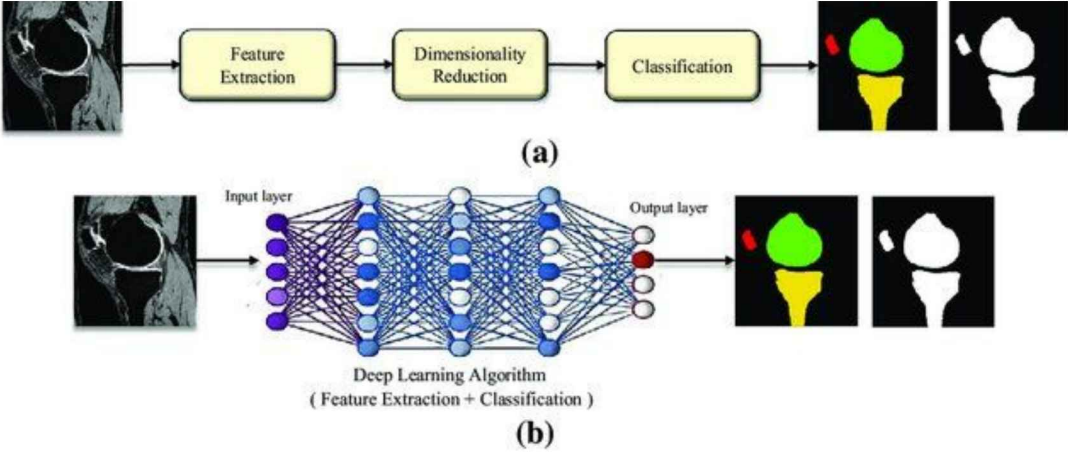 Feature
Extraction
Dimensionality
Reduction
Classification
(a)
Input layer
Output layer
Deep Learning Algorithm
( Feature Extraction + Classification )
(b)